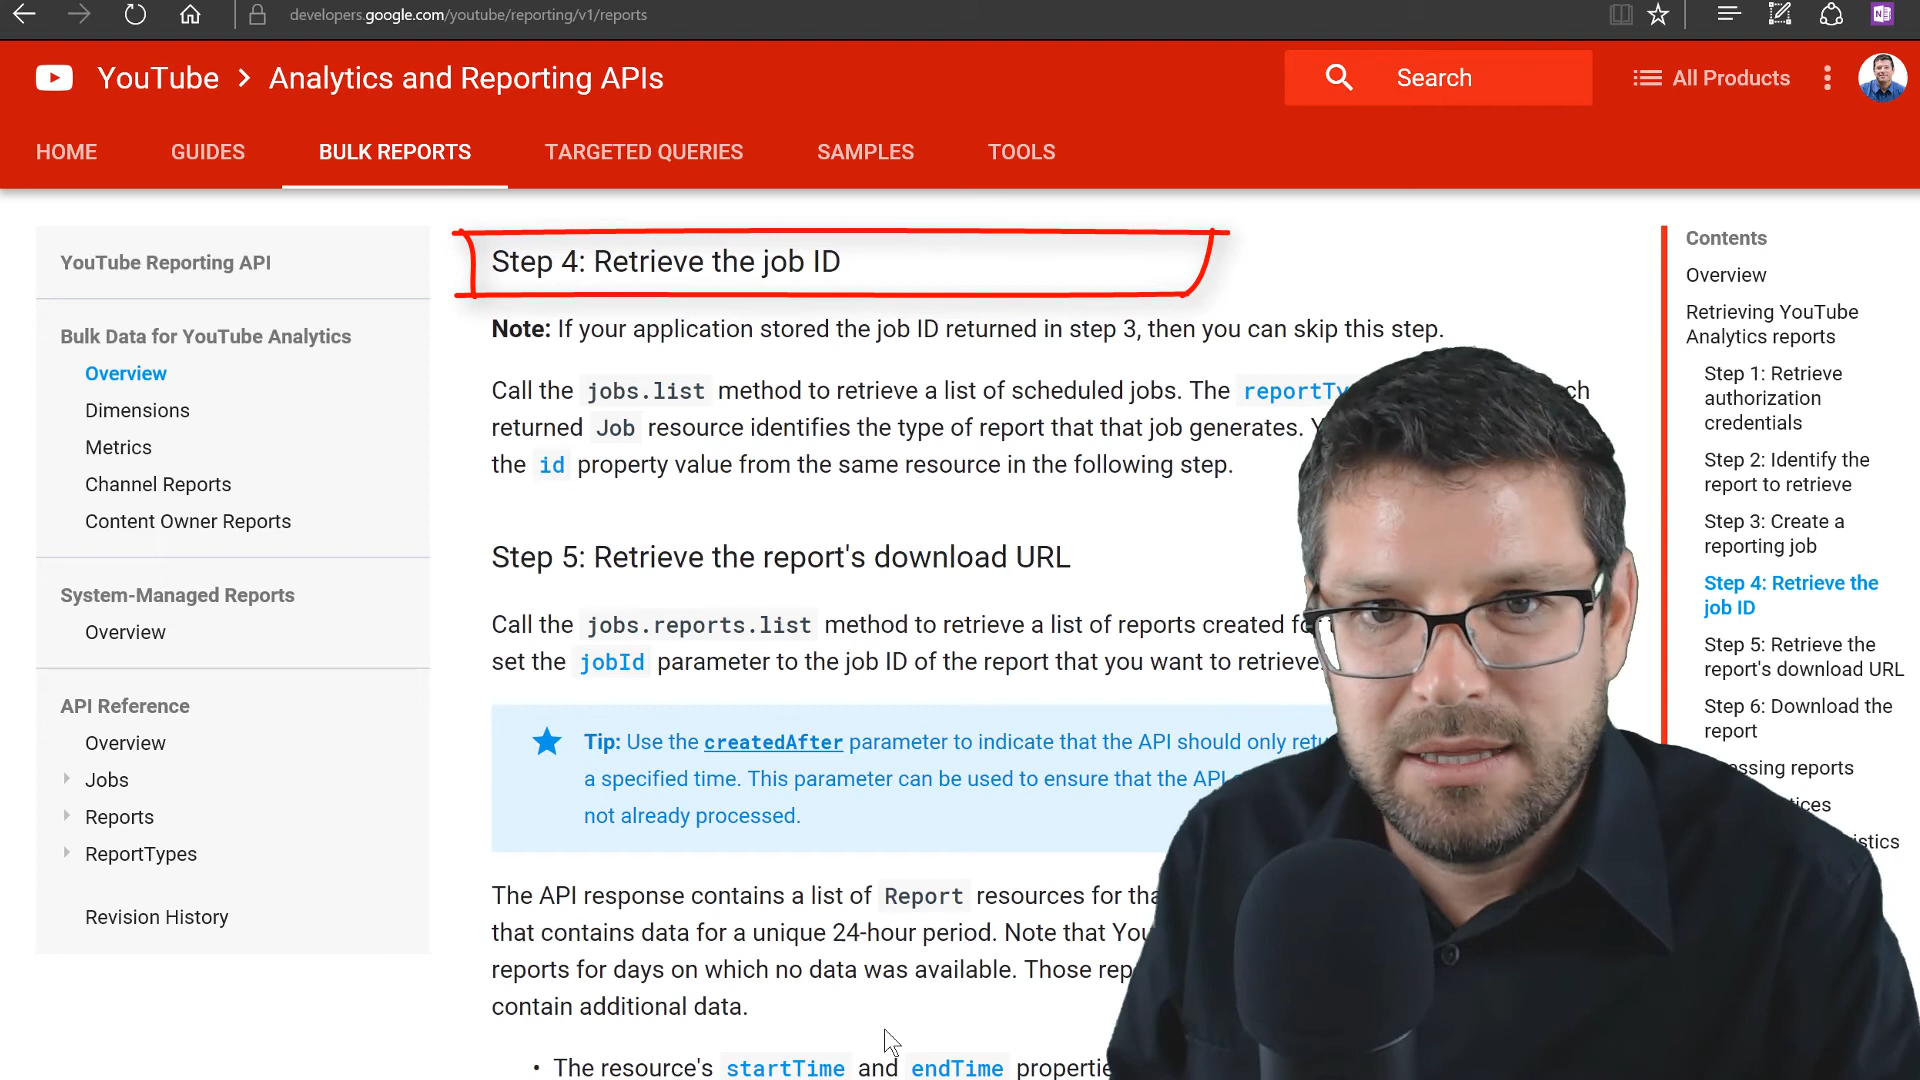 developers.google.com/youtube/reporting/v1/reports
YouTube > Analytics and Reporting APIs
Search
All Products
HOME
GUIDES
BULK REPORTS
TARGETED QUERIES
SAMPLES
TOOLS
YouTube Reporting API
Bulk Data for YouTube Analytics
Overview
Dimensions
Metrics
Channel Reports
Content Owner Reports
System-Managed Reports
Overview
API Reference
Overview
Jobs
Reports
ReportTypes
Revision History
Step 4: Retrieve the job ID
Note: If your application stored the job ID returned in step 3, then you can skip this step.
Call the jobs.list method to retrieve a list of scheduled jobs. The
returned Job resource identifies the type of report that that job generates.
the id property value from the same resource in the following step.
Step 5: Retrieve the report's download URL
Call the jobs.reports.list method to retrieve a list of reports created
set the jobId parameter to the job ID of the report that you want to retrieve.
Tip: Use the createdAfter parameter to indicate that the API should only
a specified time. This parameter can be used to ensure that the API
not already processed.
The API response contains a list of Report resources for
that contains data for a unique 24-hour period. Note that
reports for days on which no data was available. Those
contain additional data.
• The resource's startTime and endTime
Contents
Overview
Retrieving YouTube
Analytics reports
Step 1: Retrieve
authorization
credentials
Step 2: Identify the
report to retrieve
Step 3: Create a
reporting job
Step 4: Retrieve the
job ID
Step 5: Retrieve the
report's download URL
Step 6: Download the
report
reports